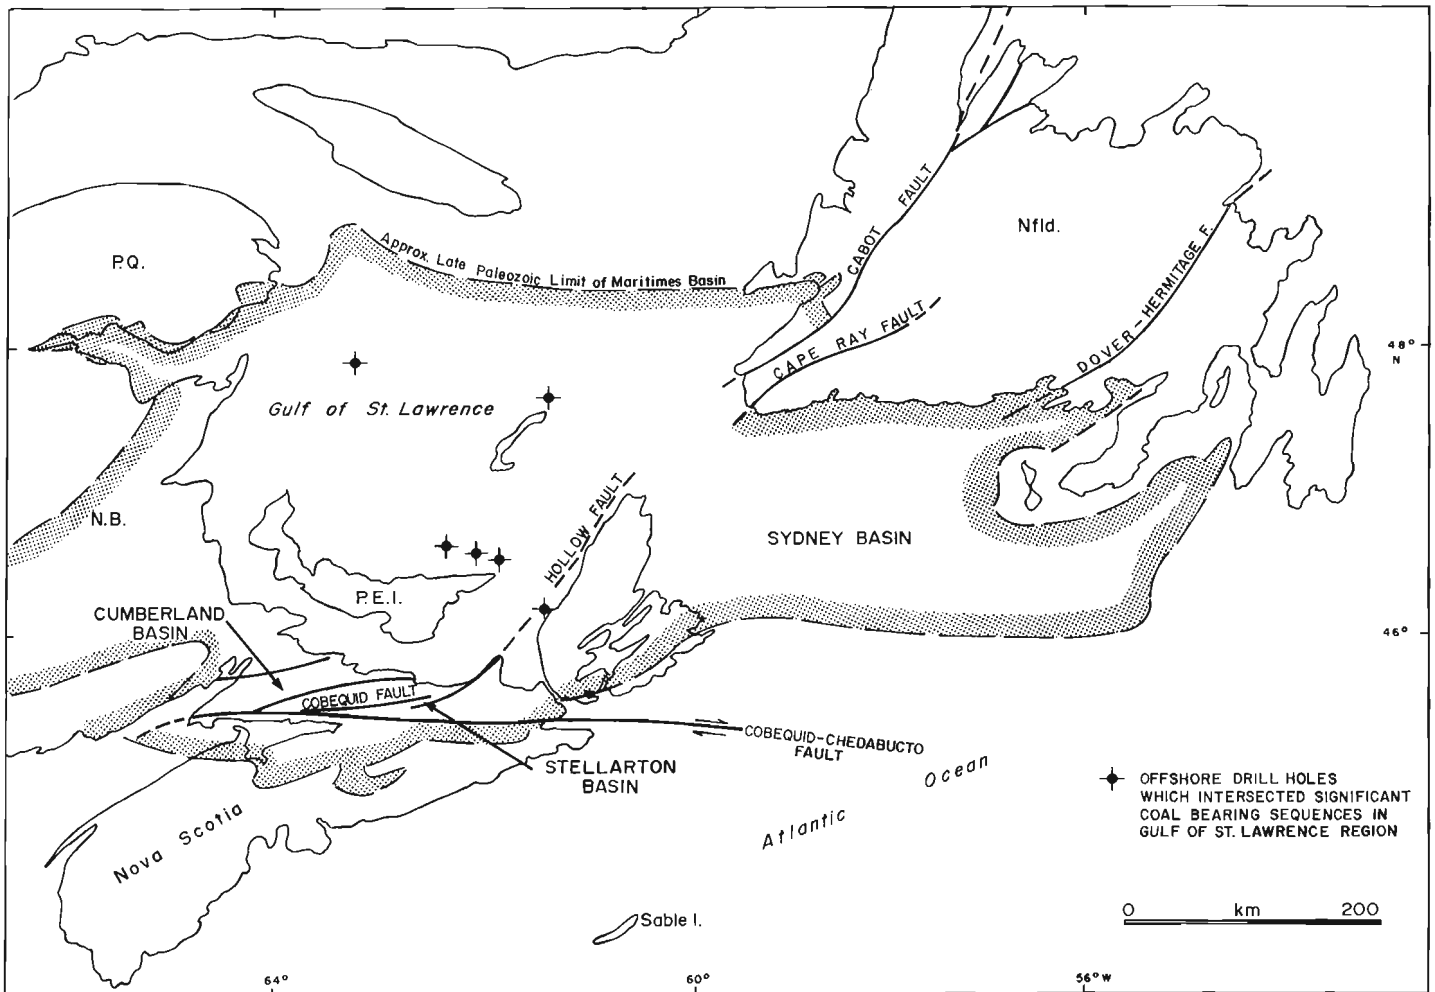 CABOT FAULT
Nfld.
P.Q.
Approx. Late Paleozoic Limit of Maritimes Basin
DOVER-HERMITAGE F.
CAPE RAY FAULT
48°
N
Gulf of St. Lawrence
HOLLOW FAULT
N.B.
SYDNEY BASIN
P.E.I.
CUMBERLAND
BASIN
46°
COBEQUID FAULT
COBEQUID-CHEDABUCTO
FAULT
STELLARTON
BASIN
Ocean
Atlantic
OFFSHORE DRILL HOLES
WHICH INTERSECTED SIGNIFICANT
COAL BEARING SEQUENCES IN
GULF OF ST. LAWRENCE REGION
Nova Scotia
Sable I.
0 km 200
64°
60°
56°W